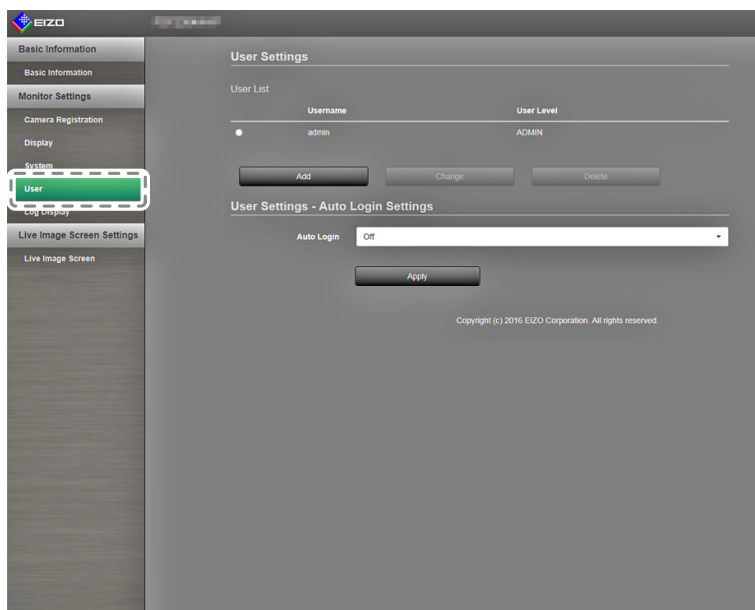 EIZO
Basic Information
Basic Information
Monitor Settings
Camera Registration
Display
System
User
Log Display
Live Image Screen Settings
Live Image Screen
User Settings
User List
Username User Level
admin ADMIN
Add Change Delete
User Settings - Auto Login Settings
Auto Login Off
Apply
Copyright (c) 2016 EIZO Corporation. All rights reserved.